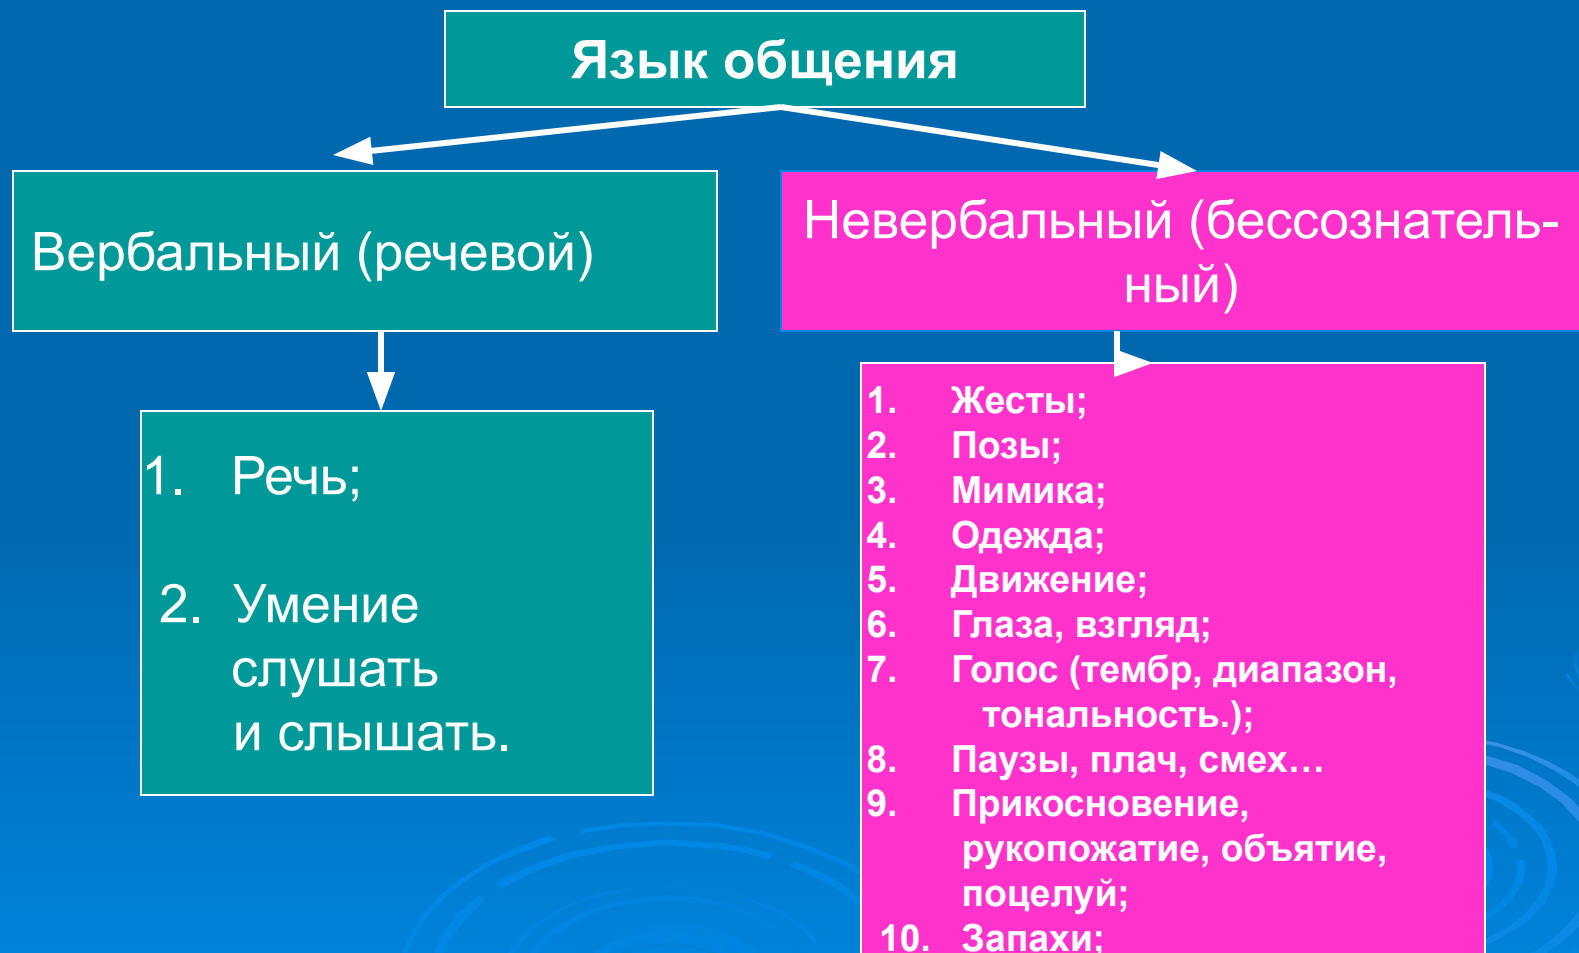 Язык общения
Вербальный (речевой)
Невербальный (бессознатель-
ный)
1. Речь;
2. Умение
слушать
и слышать.
1. Жесты;
2. Позы;
3. Мимика;
4. Одежда;
5. Движение;
6. Глаза, взгляд;
7. Голос (тембр, диапазон,
тональность.);
8. Паузы, плач, смех…
9. Прикосновение,
рукопожатие, объятие,
поцелуй;
10. Запахи;